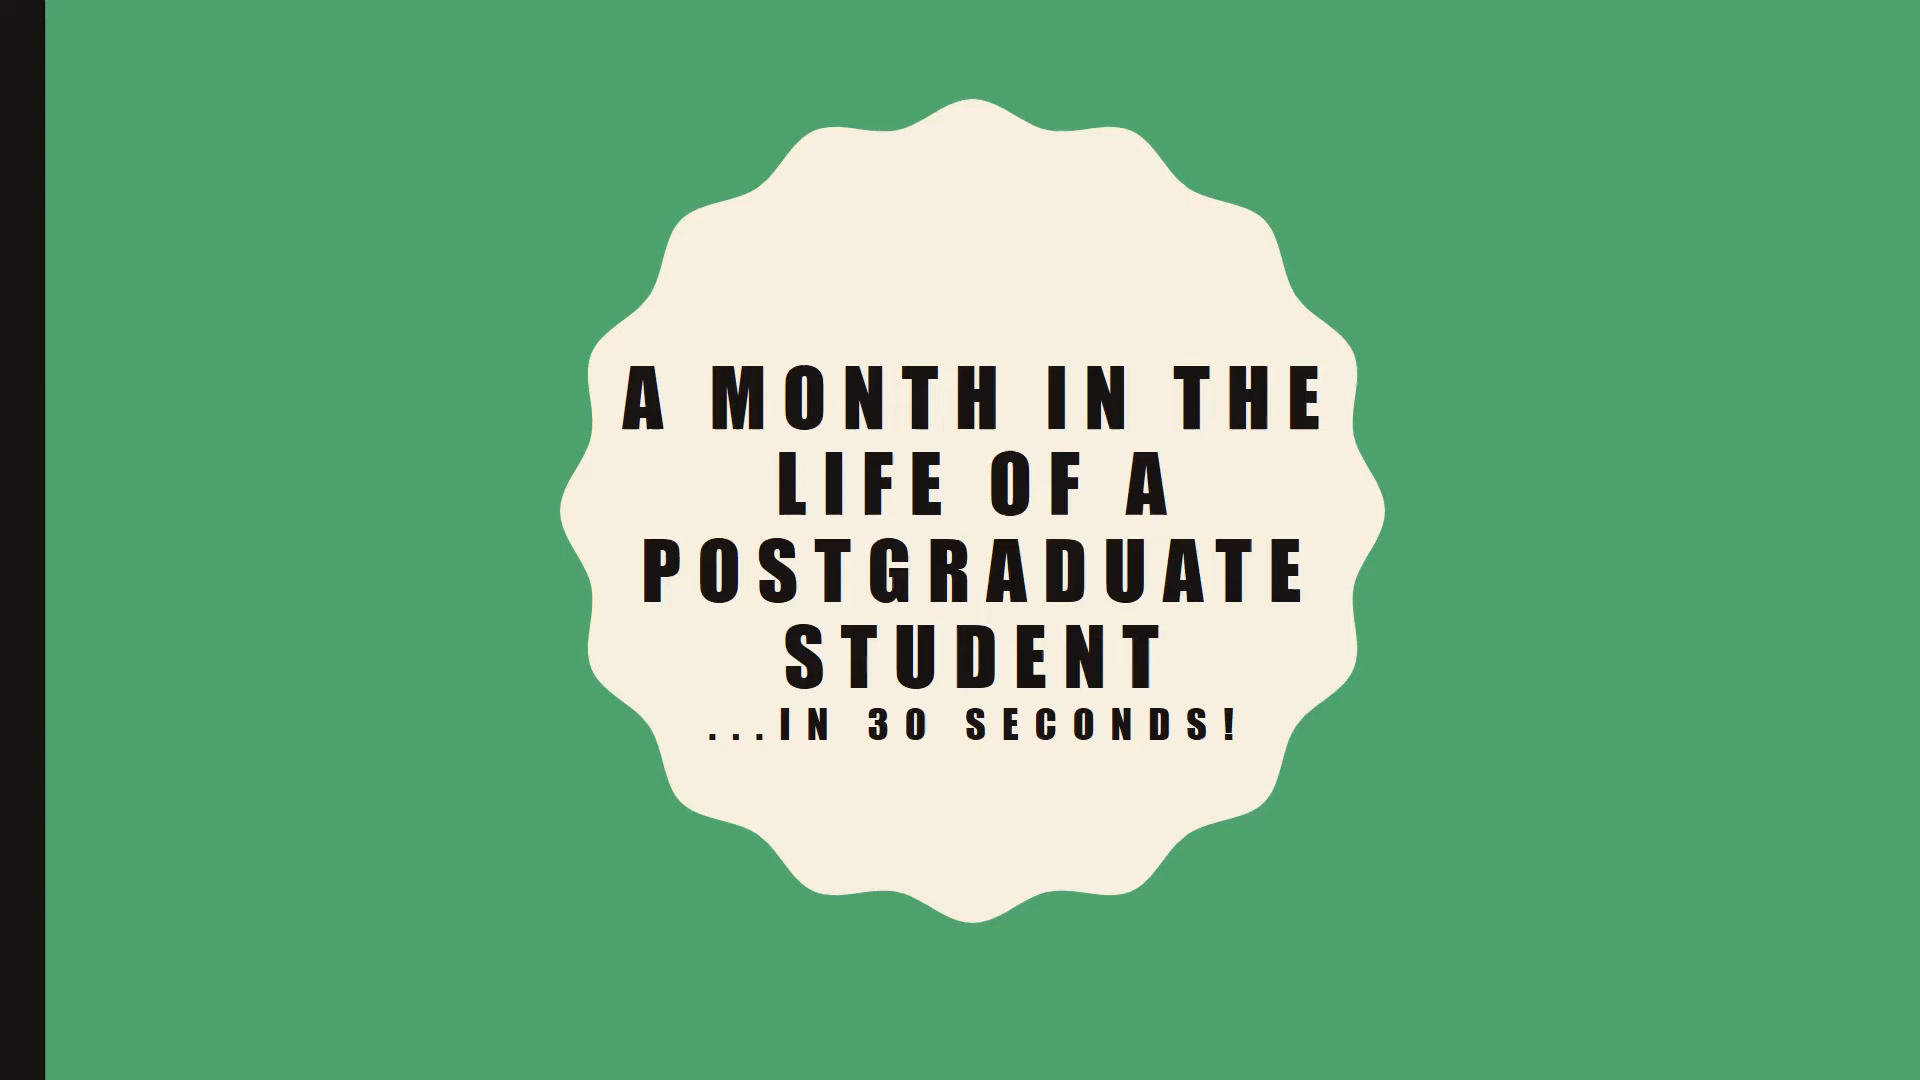 A MONTH IN THE
LIFE OF A
POSTGRADUATE
STUDENT
...IN 30 SECONDS!